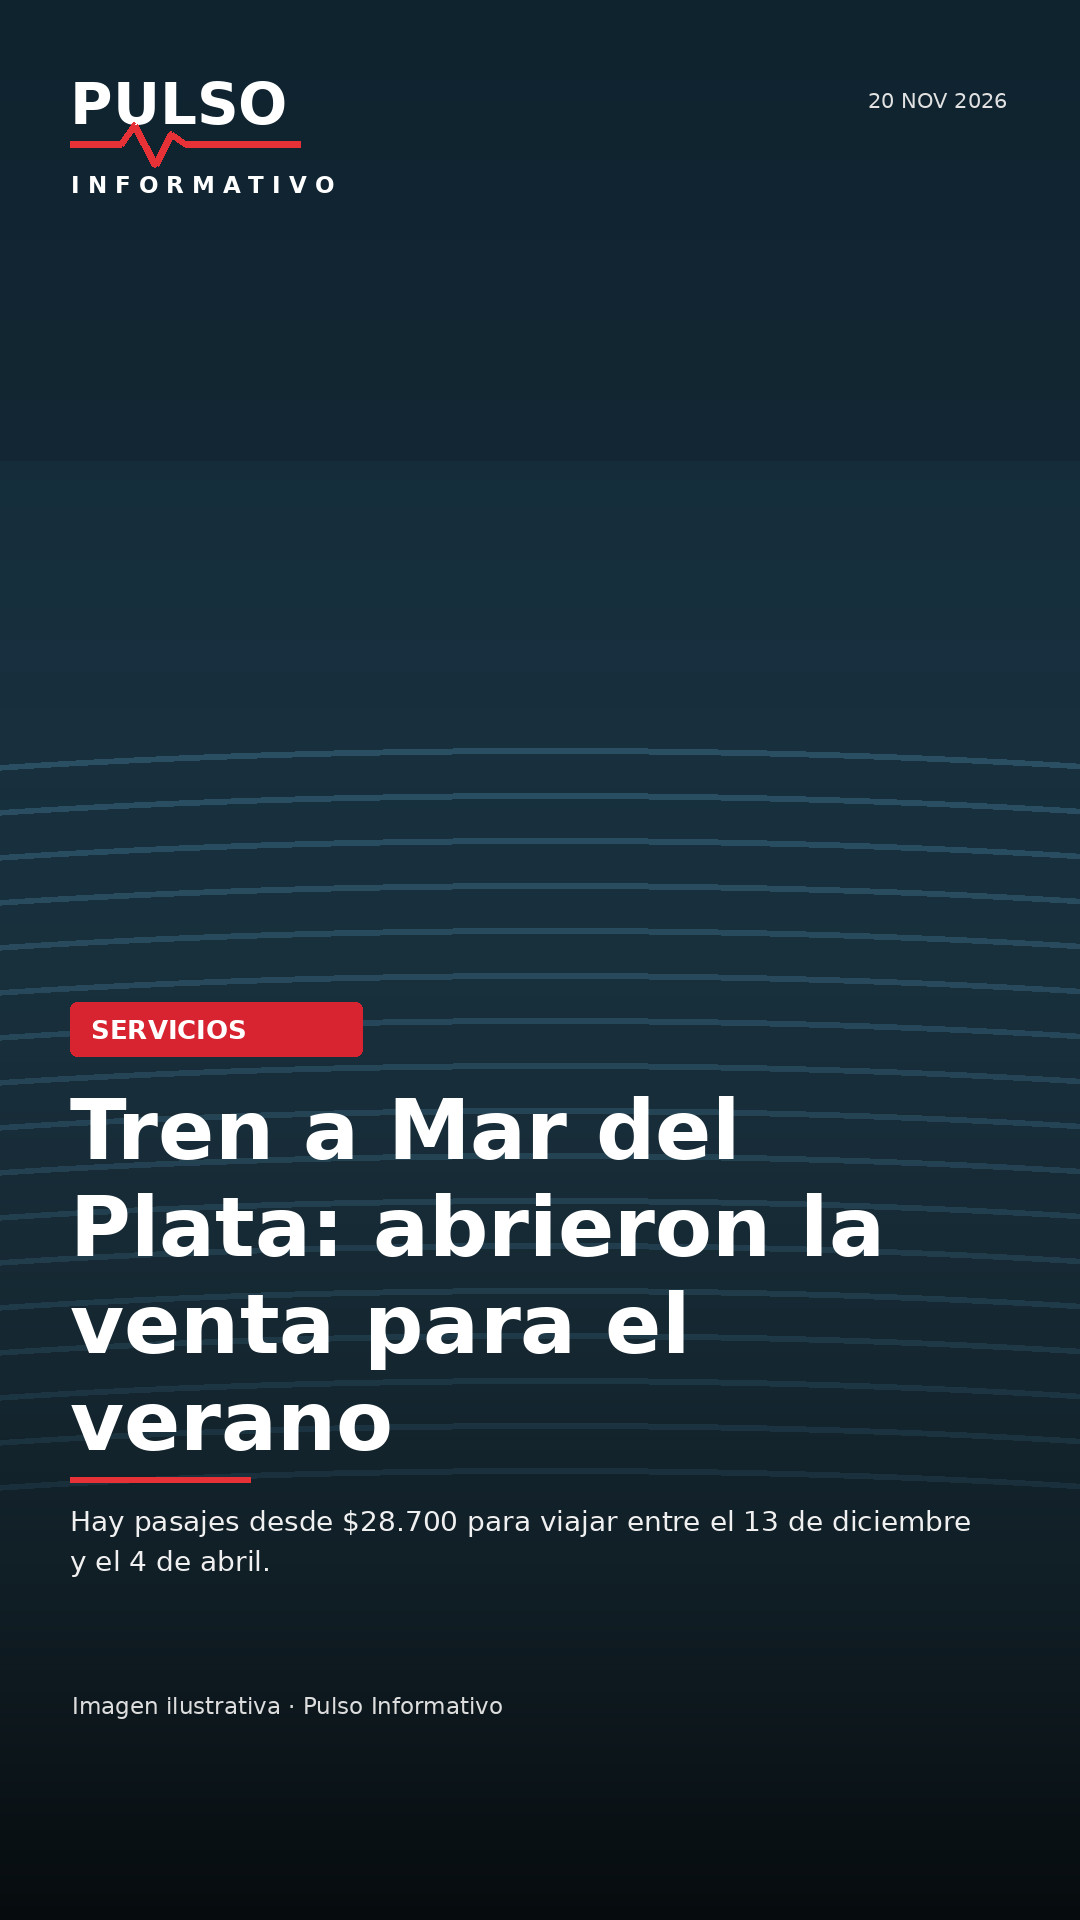 PULSO
INFORMATIVO
20 NOV 2026
SERVICIOS
Tren a Mar del
Plata: abrieron la
venta para el
verano
Hay pasajes desde $28.700 para viajar entre el 13 de diciembre
y el 4 de abril.
Imagen ilustrativa · Pulso Informativo